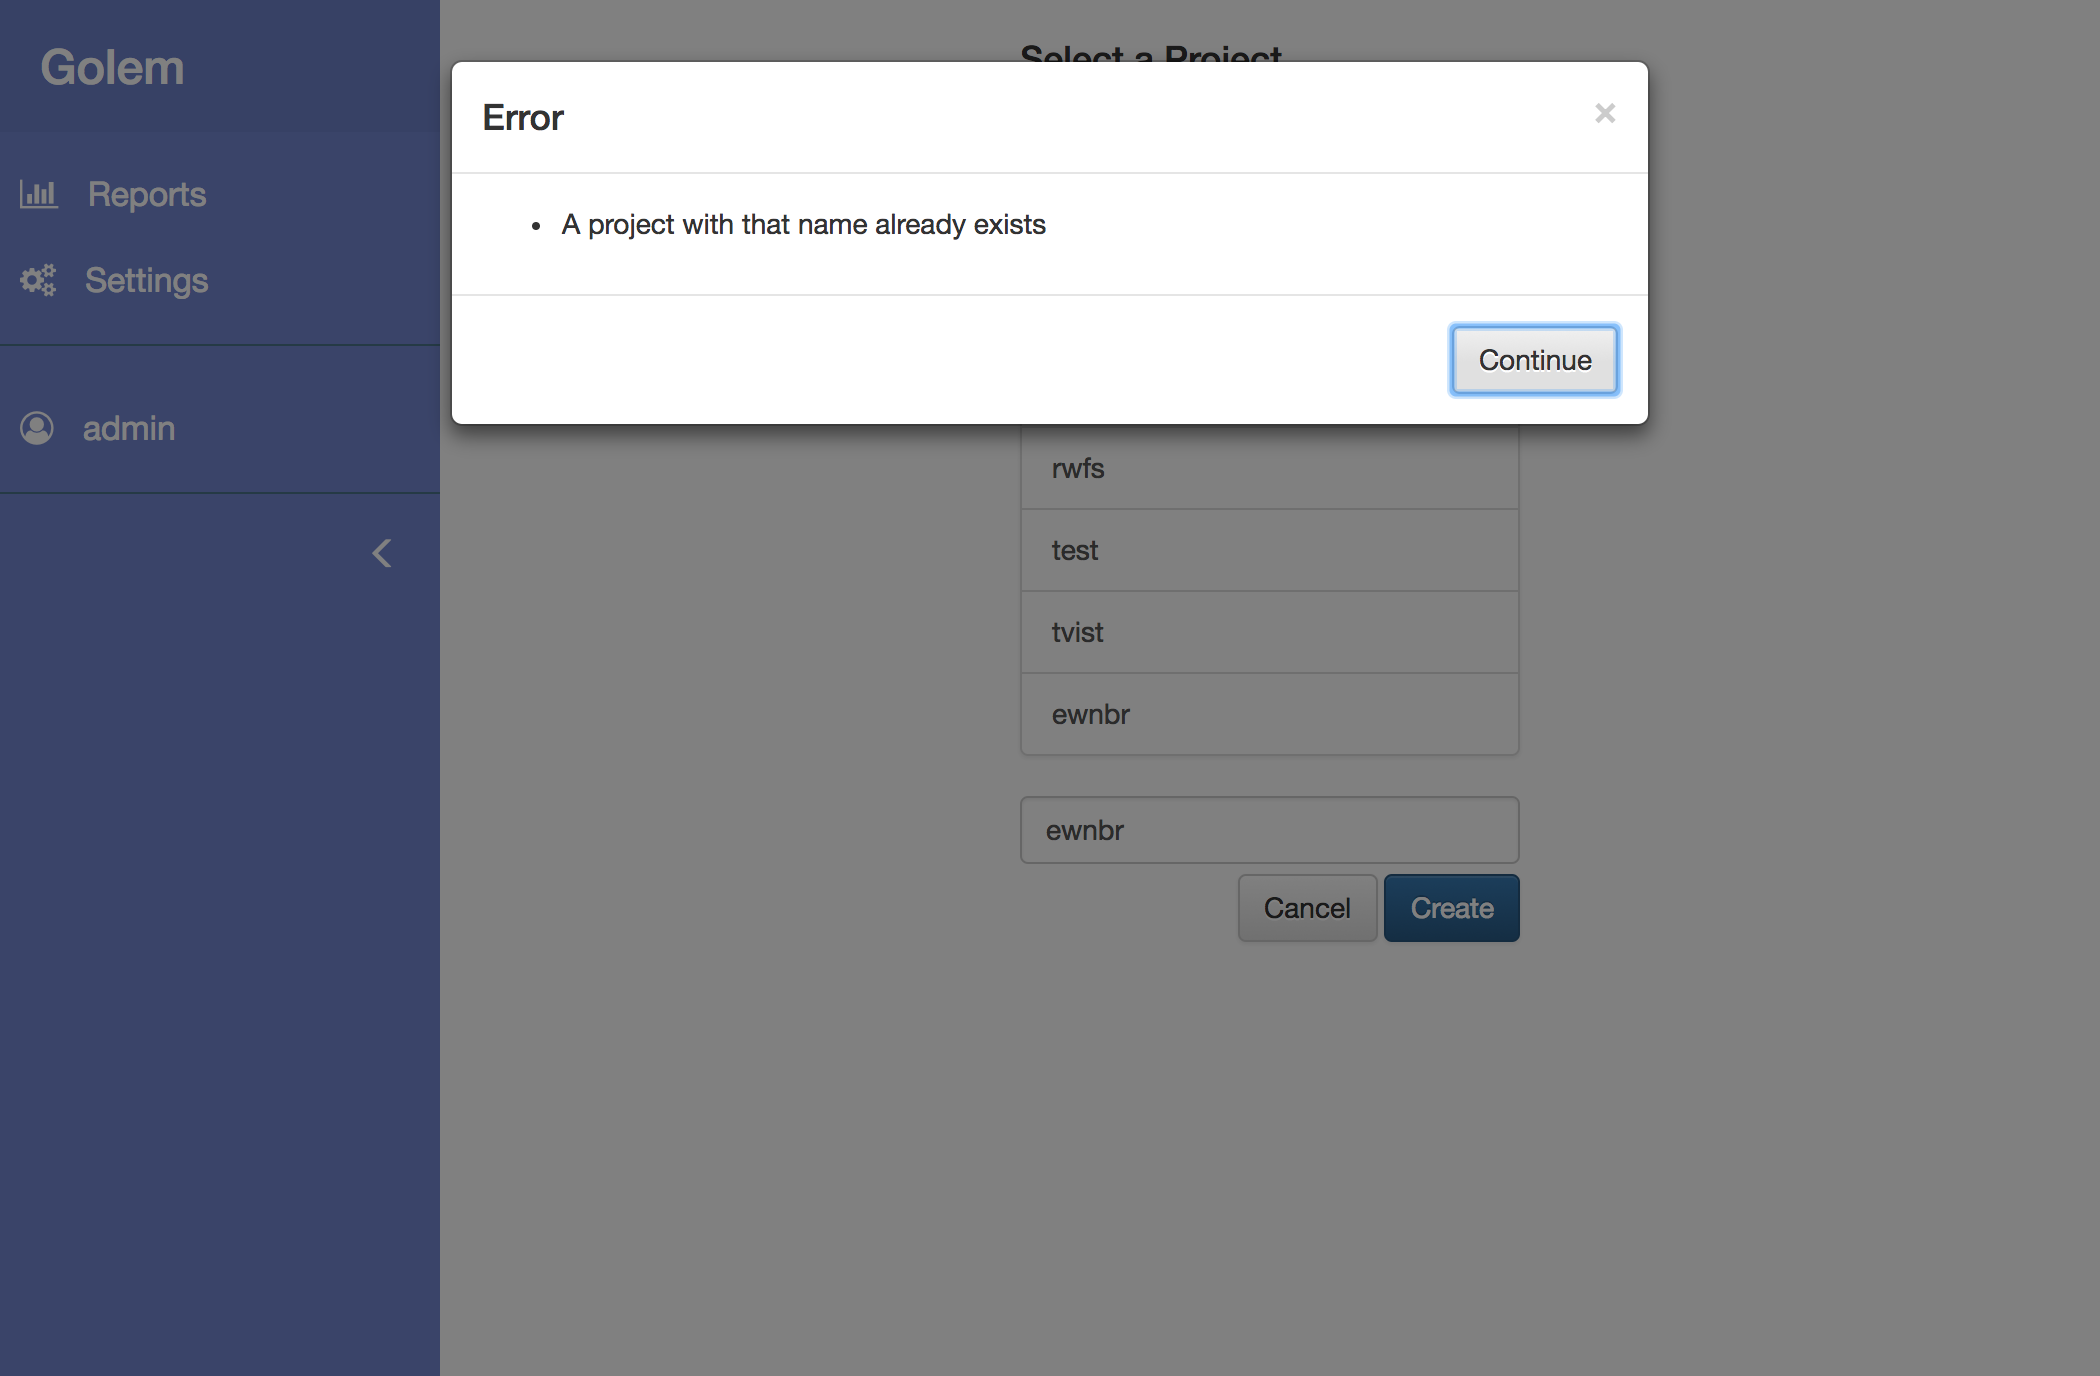 Golem
Reports
Settings
admin
Select a Project
Error
×
• A project with that name already exists
Continue
rwfs
test
tvist
ewnbr
ewnbr
Cancel
Create